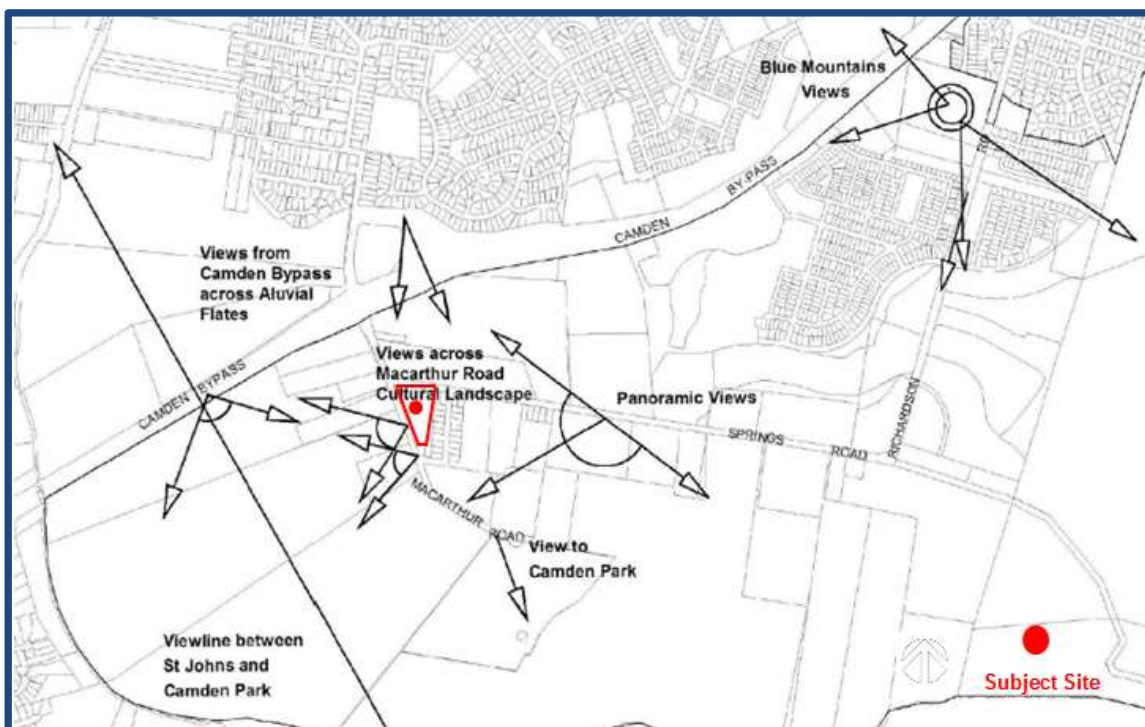 Blue Mountains
Views
RD
BY-PASS
CAMDEN
Views from
Camden Bypass
across Aluvial
Flates
Views across
Macarthur Road
Cultural Landscape
CAMDEN BYPASS
Panoramic Views
SPRINGS ROAD
RICHARDSON
MACARTHUR ROAD
View to
Camden Park
Viewline between
St Johns and
Camden Park
Subject Site